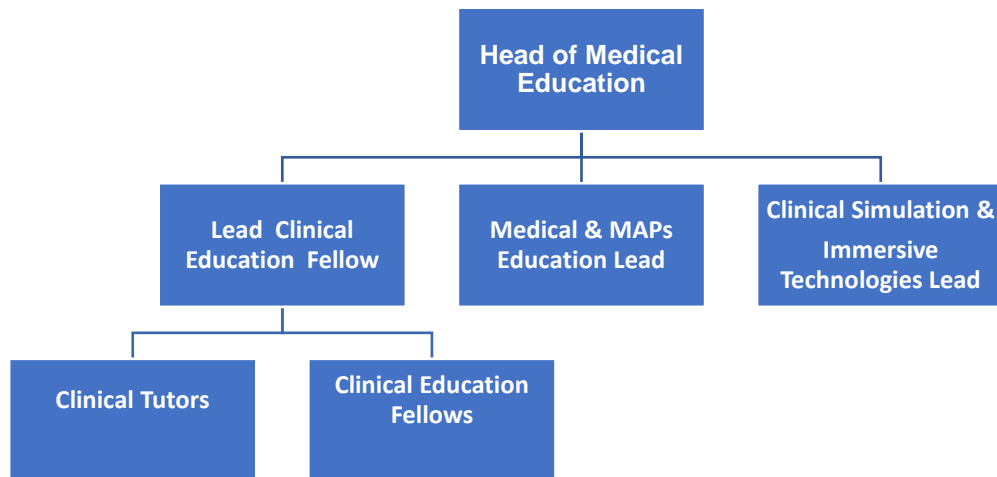 Head of Medical
Education
Lead Clinical
Education Fellow
Medical & MAPs
Education Lead
Clinical Simulation &
Immersive
Technologies Lead
Clinical Tutors
Clinical Education
Fellows